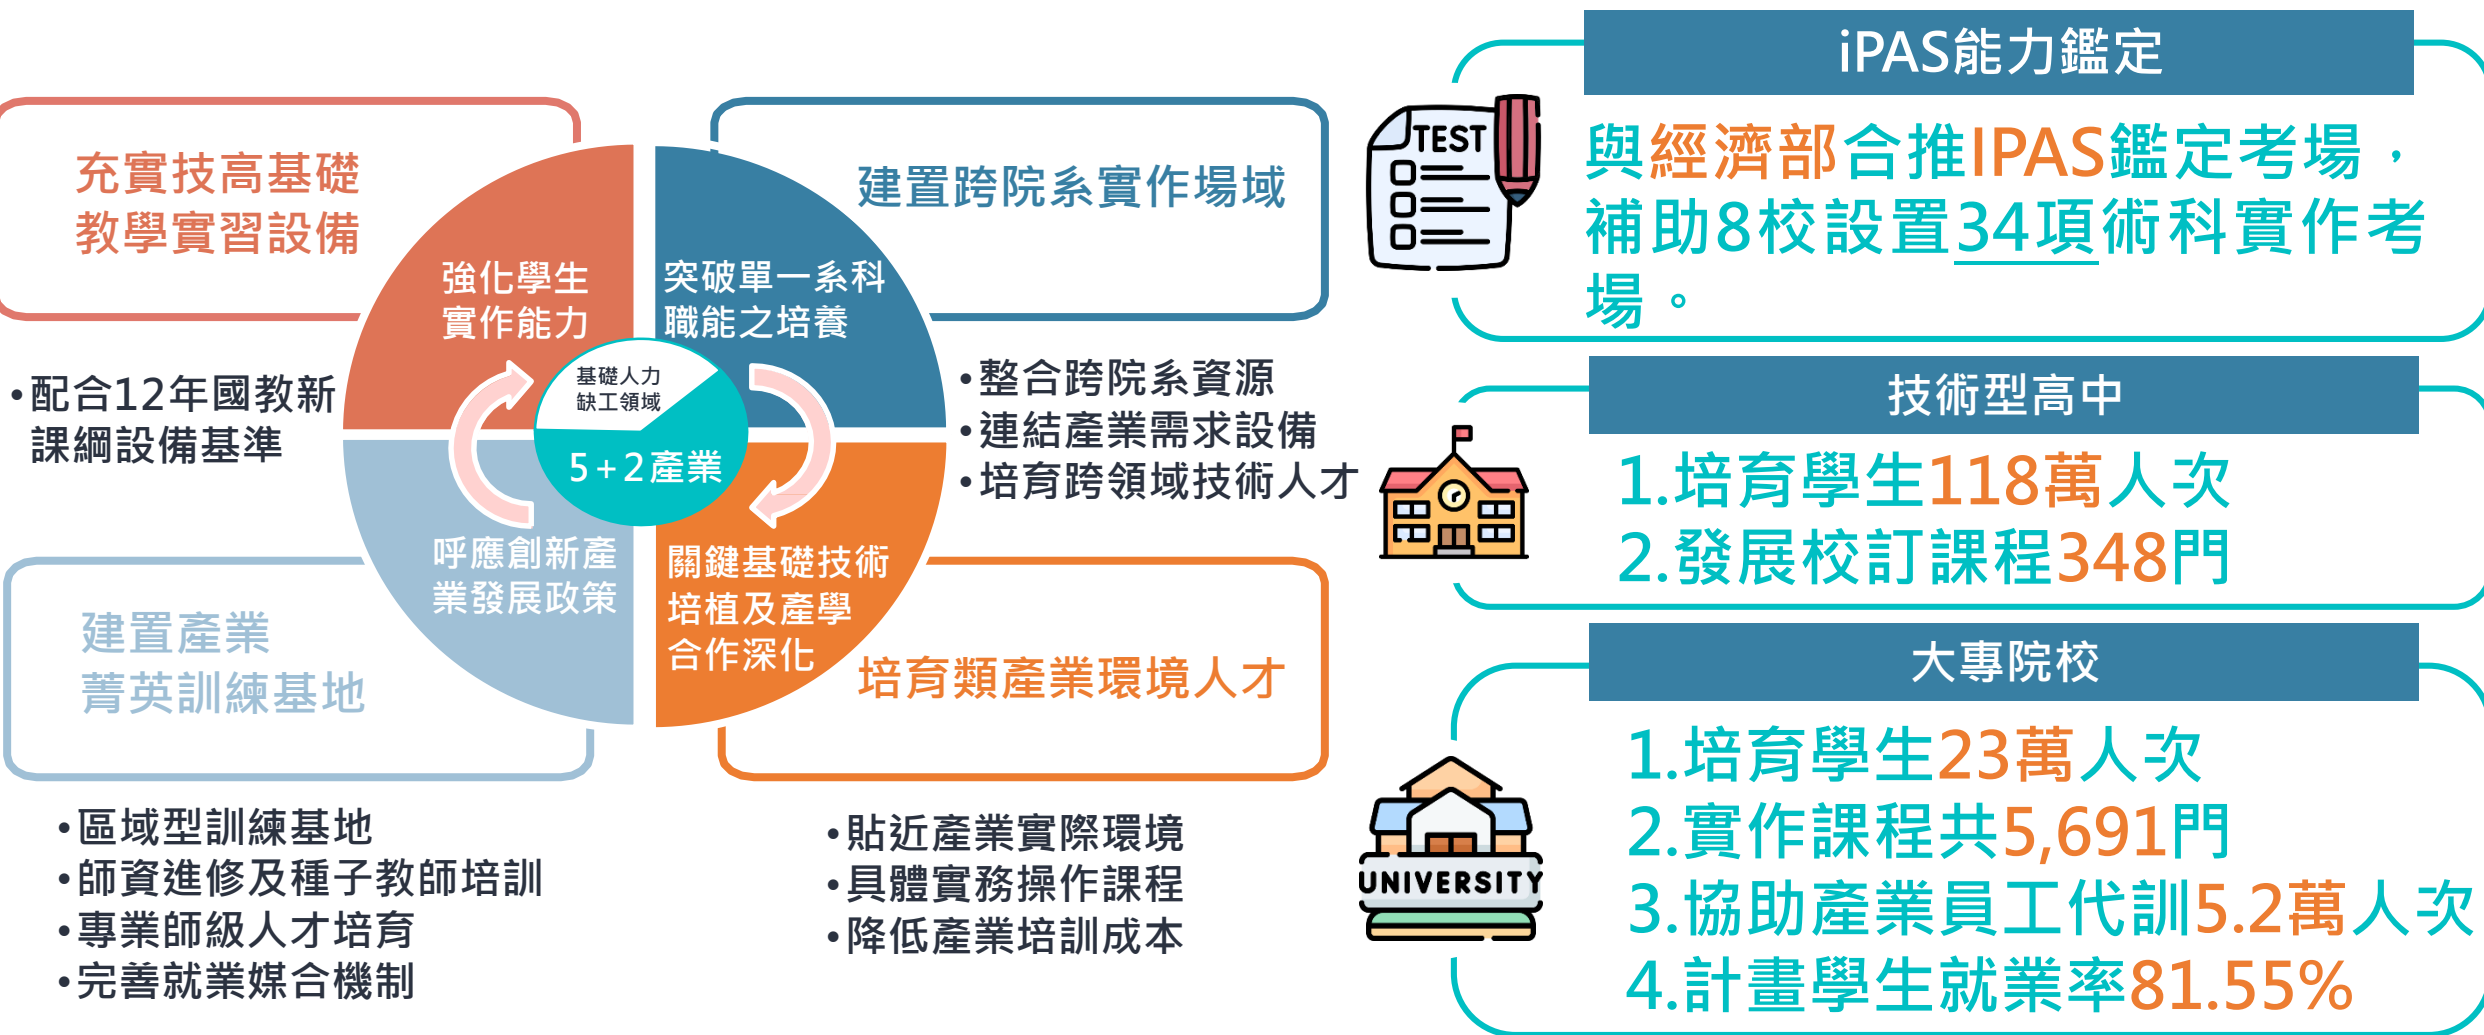 充實技高基礎
教學實習設備
強化學生
實作能力
•配合12年國教新
課綱設備基準
建置跨院系實作場域
突破單一系科
職能之培養
•整合跨院系資源
•連結產業需求設備
•培育跨領域技術人才
基礎人力
缺工領域
5+2產業
呼應創新產
業發展政策
建置產業
菁英訓練基地
•區域型訓練基地
•師資進修及種子教師培訓
•專業師級人才培育
•完善就業媒合機制
關鍵基礎技術
培植及產學
合作深化
培育類產業環境人才
•貼近產業實際環境
•具體實務操作課程
•降低產業培訓成本
iPAS能力鑑定
TEST
與經濟部合推IPAS鑑定考場，
補助8校設置34項術科實作考
場。
技術型高中
1.培育學生118萬人次
2.發展校訂課程348門
大專院校
UNIVERSITY
1.培育學生23萬人次
2.實作課程共5,691門
3.協助產業員工代訓5.2萬人次
4.計畫學生就業率81.55%